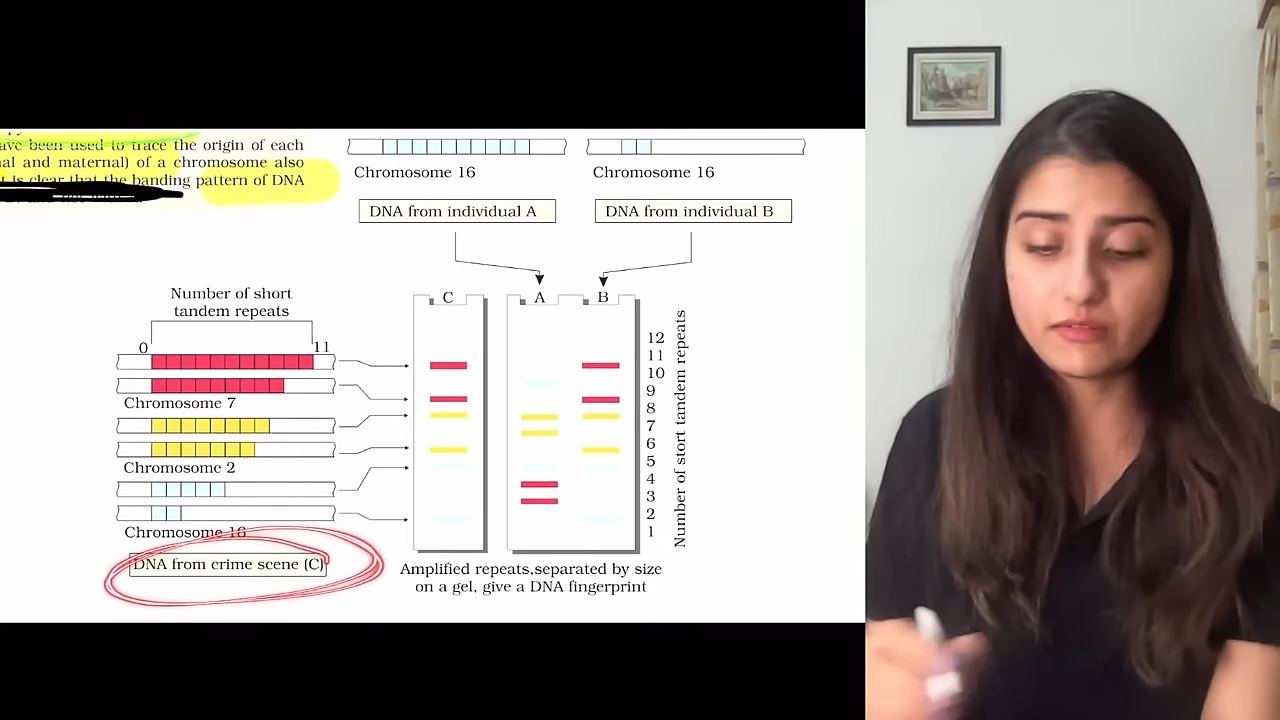 ave been used to trace the origin of each
al and maternal) of a chromosome also
t is clear that the banding pattern of DNA
Chromosome 16
Chromosome 16
DNA from individual A
DNA from individual B
Number of short
tandem repeats
0
11
Chromosome 7
Chromosome 2
Chromosome 16
DNA from crime scene (C)
C
A
B
12
11
10
9
8
7
6
5
4
3
2
1
Number of stort tandem repeats
Amplified repeats,separated by size
on a gel, give a DNA fingerprint